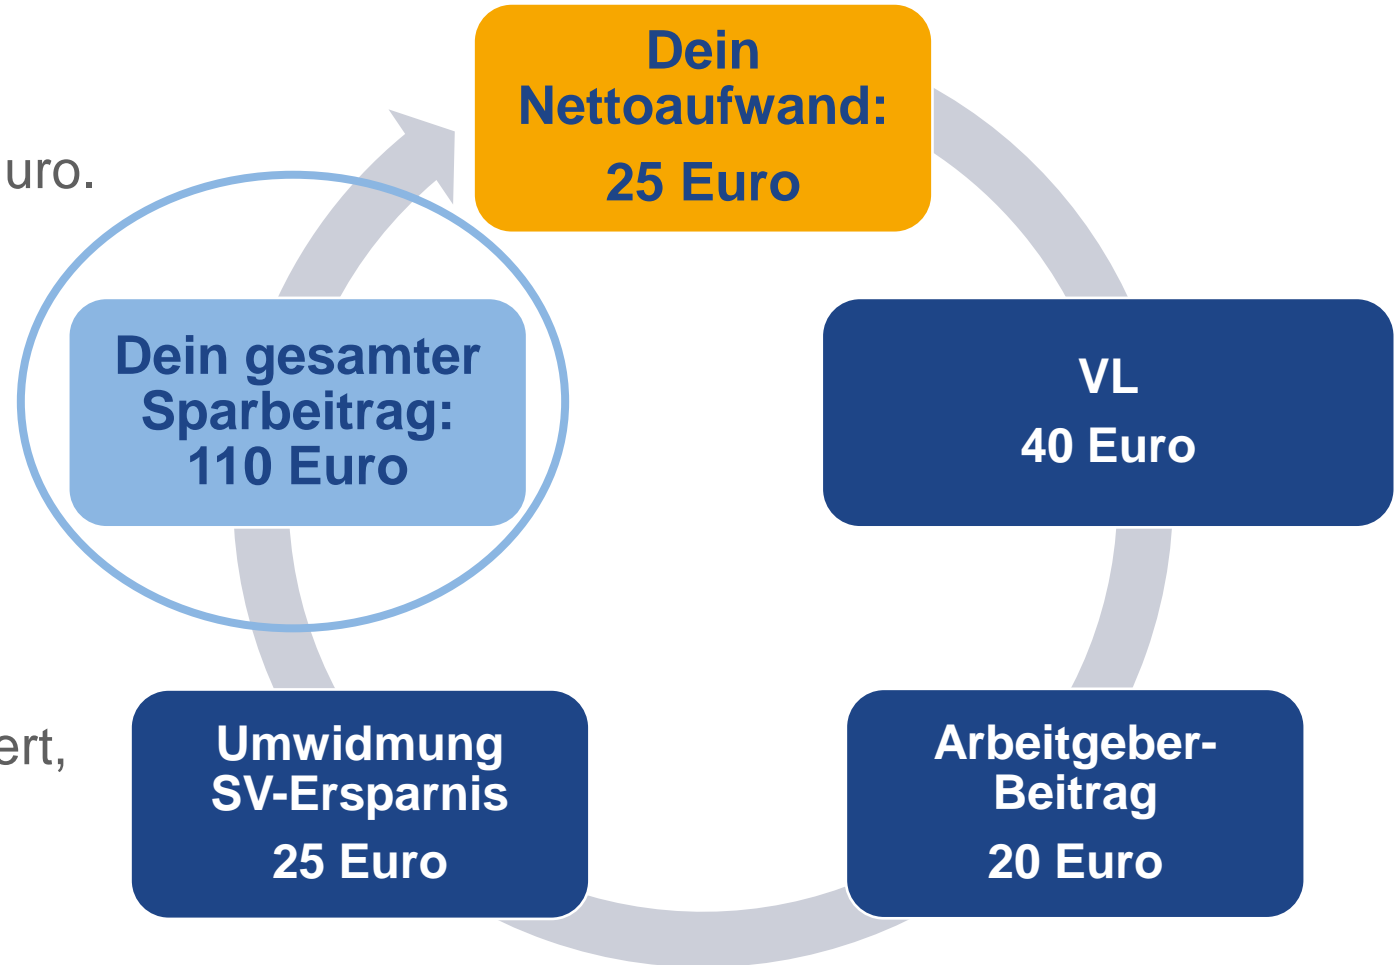 Dein
Nettoaufwand:
25 Euro
uro.
Dein gesamter
Sparbeitrag:
110 Euro
VL
40 Euro
ert,
Umwidmung
SV-Ersparnis
25 Euro
Arbeitgeber-
Beitrag
20 Euro